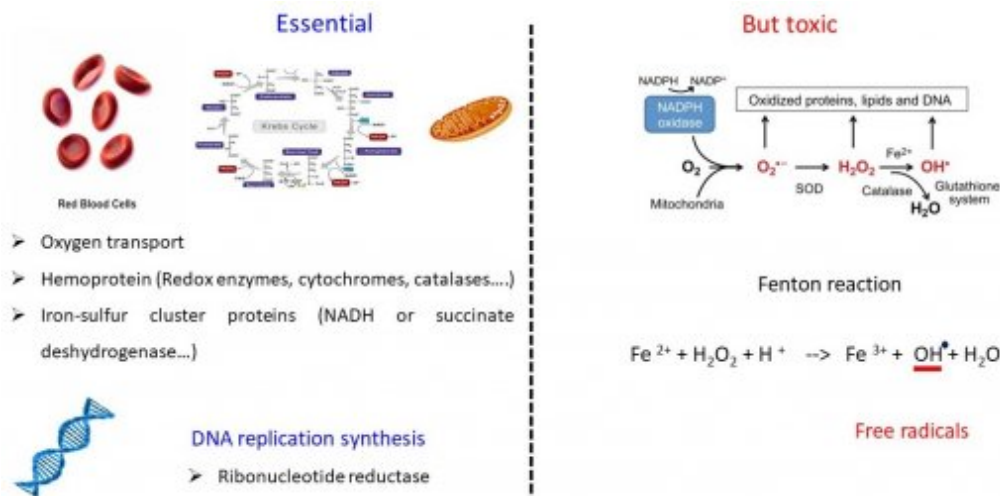 Essential
Krebs Cycle
Red Blood Cells
➤ Oxygen transport
➤ Hemoprotein (Redox enzymes, cytochromes, catalases....)
➤ Iron-sulfur cluster proteins (NADH or succinate
deshydrogenase...)
DNA replication synthesis
➤ Ribonucleotide reductase
But toxic
NADPH NADP⁺
NADPH
oxidase
Oxidized proteins, lipids and DNA
O₂
O₂•−
H₂O₂
Fe²⁺
OH•
SOD
Catalase
Glutathione
system
Mitochondria
H₂O
Fenton reaction
Fe ²⁺ + H₂O₂ + H ⁺ --> Fe ³⁺ + OH• + H₂O
Free radicals